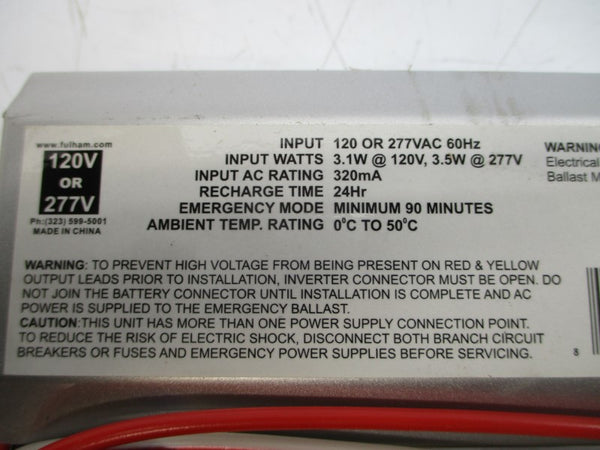 www.fulham.com
120V
OR
277V
Ph:(323) 599-5001
MADE IN CHINA
INPUT 120 OR 277VAC 60Hz
INPUT WATTS 3.1W @ 120V, 3.5W @ 277V
INPUT AC RATING 320mA
RECHARGE TIME 24Hr
EMERGENCY MODE MINIMUM 90 MINUTES
AMBIENT TEMP. RATING 0°C TO 50°C
WARNIN
Electrical
Ballast M
WARNING: TO PREVENT HIGH VOLTAGE FROM BEING PRESENT ON RED & YELLOW
OUTPUT LEADS PRIOR TO INSTALLATION, INVERTER CONNECTOR MUST BE OPEN. DO
NOT JOIN THE BATTERY CONNECTOR UNTIL INSTALLATION IS COMPLETE AND AC
POWER IS SUPPLIED TO THE EMERGENCY BALLAST.
CAUTION:THIS UNIT HAS MORE THAN ONE POWER SUPPLY CONNECTION POINT.
TO REDUCE THE RISK OF ELECTRIC SHOCK, DISCONNECT BOTH BRANCH CIRCUIT
BREAKERS OR FUSES AND EMERGENCY POWER SUPPLIES BEFORE SERVICING.
3